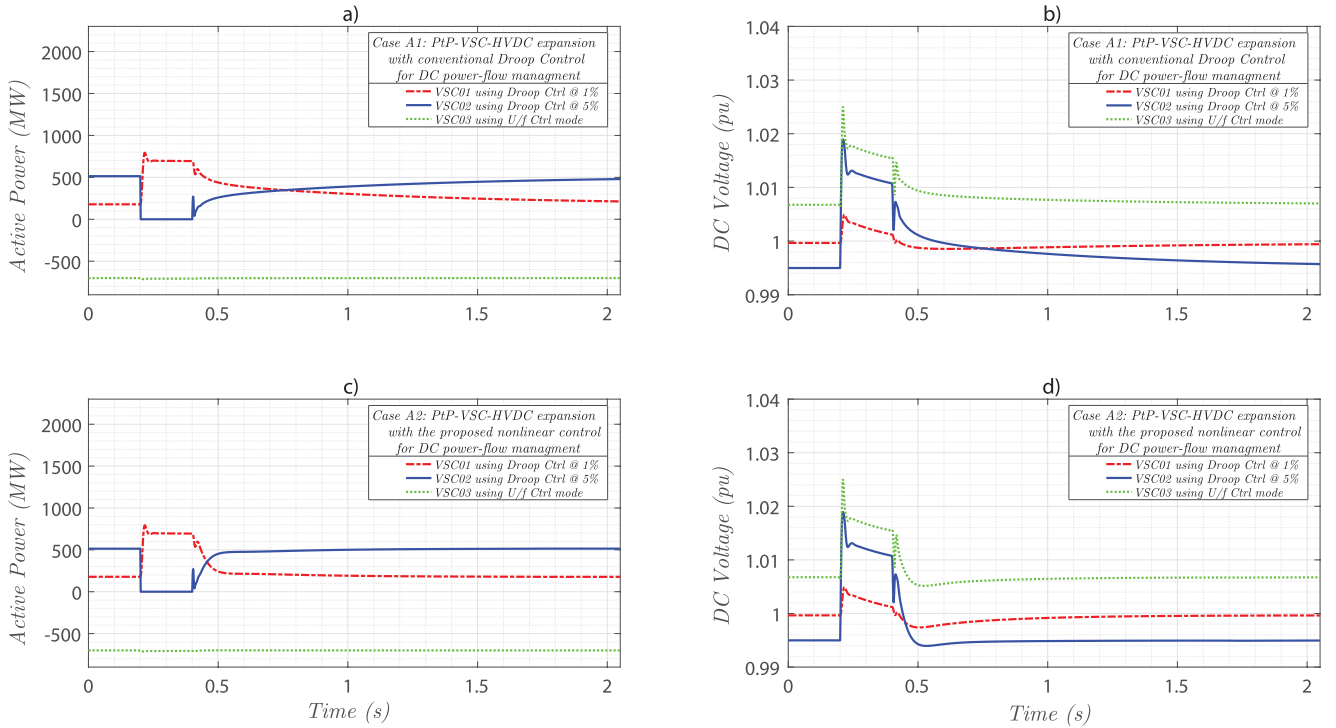 a)
Active Power (MW)
2000
1500
1000
500
0
-500
Case A1: PtP-VSC-HVDC expansion
with conventional Droop Control
for DC power-flow managment
VSC01 using Droop Ctrl @ 1%
VSC02 using Droop Ctrl @ 5%
VSC03 using U/f Ctrl mode
0
0.5
1
1.5
2
b)
DC Voltage (pu)
1.04
1.03
1.02
1.01
1
0.99
Case A1: PtP-VSC-HVDC expansion
with conventional Droop Control
for DC power-flow managment
VSC01 using Droop Ctrl @ 1%
VSC02 using Droop Ctrl @ 5%
VSC03 using U/f Ctrl mode
0
0.5
1
1.5
2
c)
Active Power (MW)
2000
1500
1000
500
0
-500
Case A2: PtP-VSC-HVDC expansion
with the proposed nonlinear control
for DC power-flow managment
VSC01 using Droop Ctrl @ 1%
VSC02 using Droop Ctrl @ 5%
VSC03 using U/f Ctrl mode
0
0.5
1
1.5
2
Time (s)
d)
DC Voltage (pu)
1.04
1.03
1.02
1.01
1
0.99
Case A2: PtP-VSC-HVDC expansion
with the proposed nonlinear control
for DC power-flow managment
VSC01 using Droop Ctrl @ 1%
VSC02 using Droop Ctrl @ 5%
VSC03 using U/f Ctrl mode
0
0.5
1
1.5
2
Time (s)